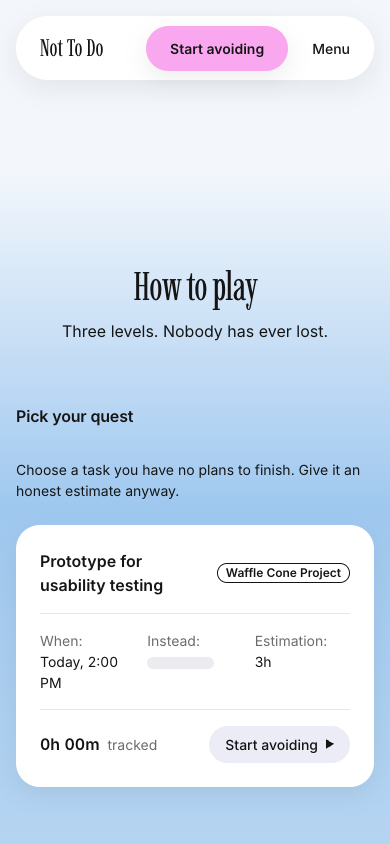 Not To Do
Start avoiding
Menu
How to play
Three levels. Nobody has ever lost.
Pick your quest
Choose a task you have no plans to finish. Give it an
honest estimate anyway.
Prototype for
usability testing
Waffle Cone Project
When:
Today, 2:00
PM
Instead:
Estimation:
3h
0h 00m tracked
Start avoiding